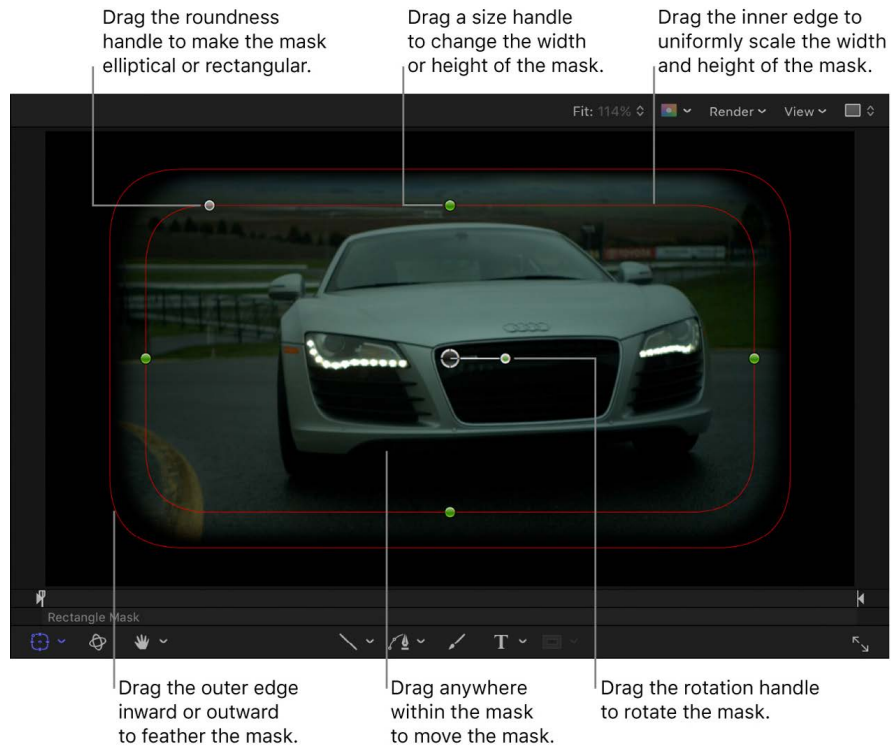 Drag the roundness
handle to make the mask
elliptical or rectangular.
Drag a size handle
to change the width
or height of the mask.
Drag the inner edge to
uniformly scale the width
and height of the mask.
Fit: 114%
Render
View
Rectangle Mask
T
Drag the outer edge
inward or outward
to feather the mask.
Drag anywhere
within the mask
to move the mask.
Drag the rotation handle
to rotate the mask.